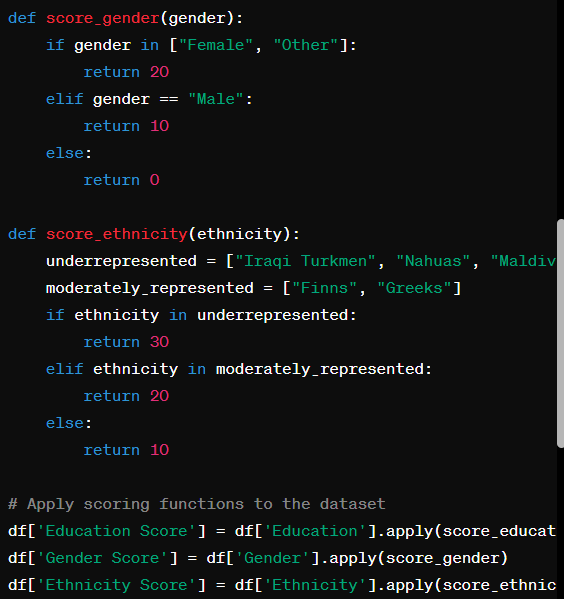 def score_gender(gender):
    if gender in ["Female", "Other"]:
        return 20
    elif gender == "Male":
        return 10
    else:
        return 0

def score_ethnicity(ethnicity):
    underrepresented = ["Iraqi Turkmen", "Nahuas", "Maldiv
    moderately_represented = ["Finns", "Greeks"]
    if ethnicity in underrepresented:
        return 30
    elif ethnicity in moderately_represented:
        return 20
    else:
        return 10

# Apply scoring functions to the dataset
df['Education Score'] = df['Education'].apply(score_educat
df['Gender Score'] = df['Gender'].apply(score_gender)
df['Ethnicity Score'] = df['Ethnicity'].apply(score_ethnic